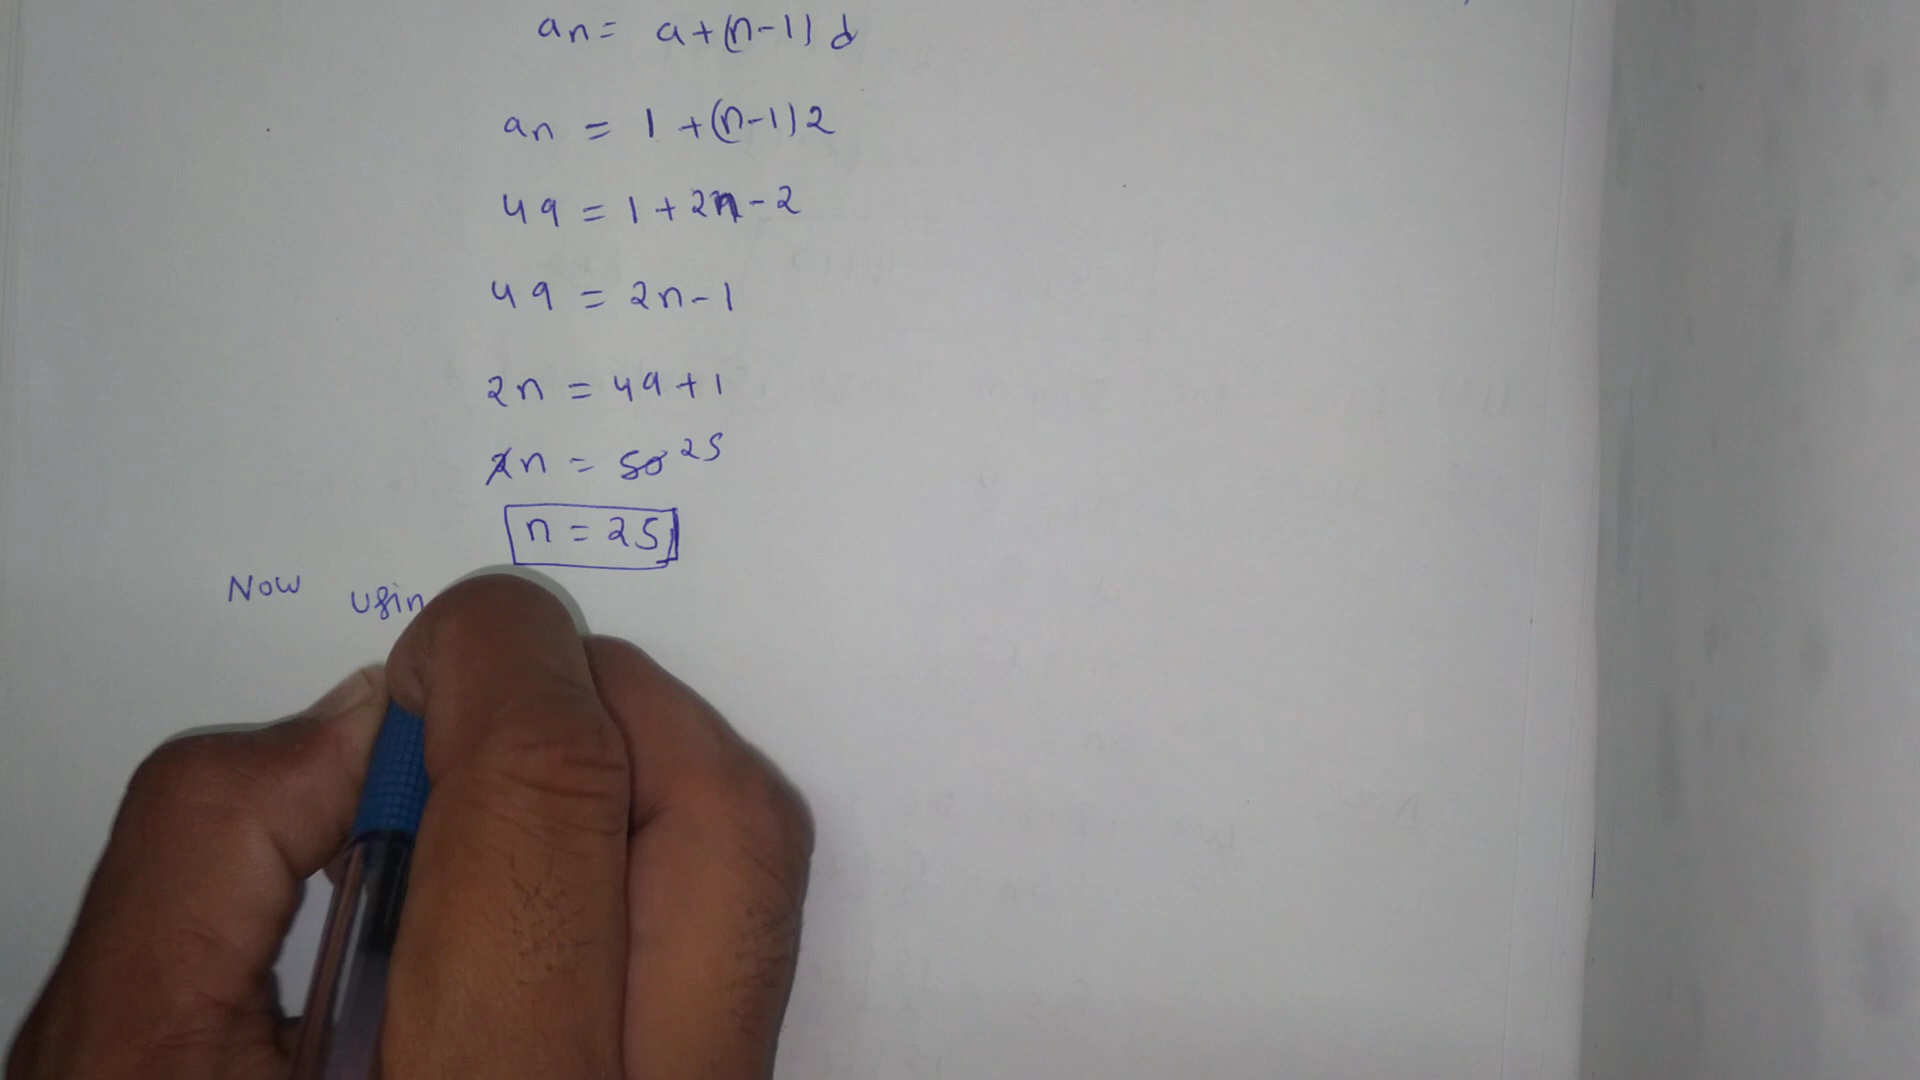 an = a+(n-1) d
an = 1 +(n-1)2
49 = 1+2n-2
49 = 2n-1
2n = 49+1
2n = 50 25
n = 25
Now usin